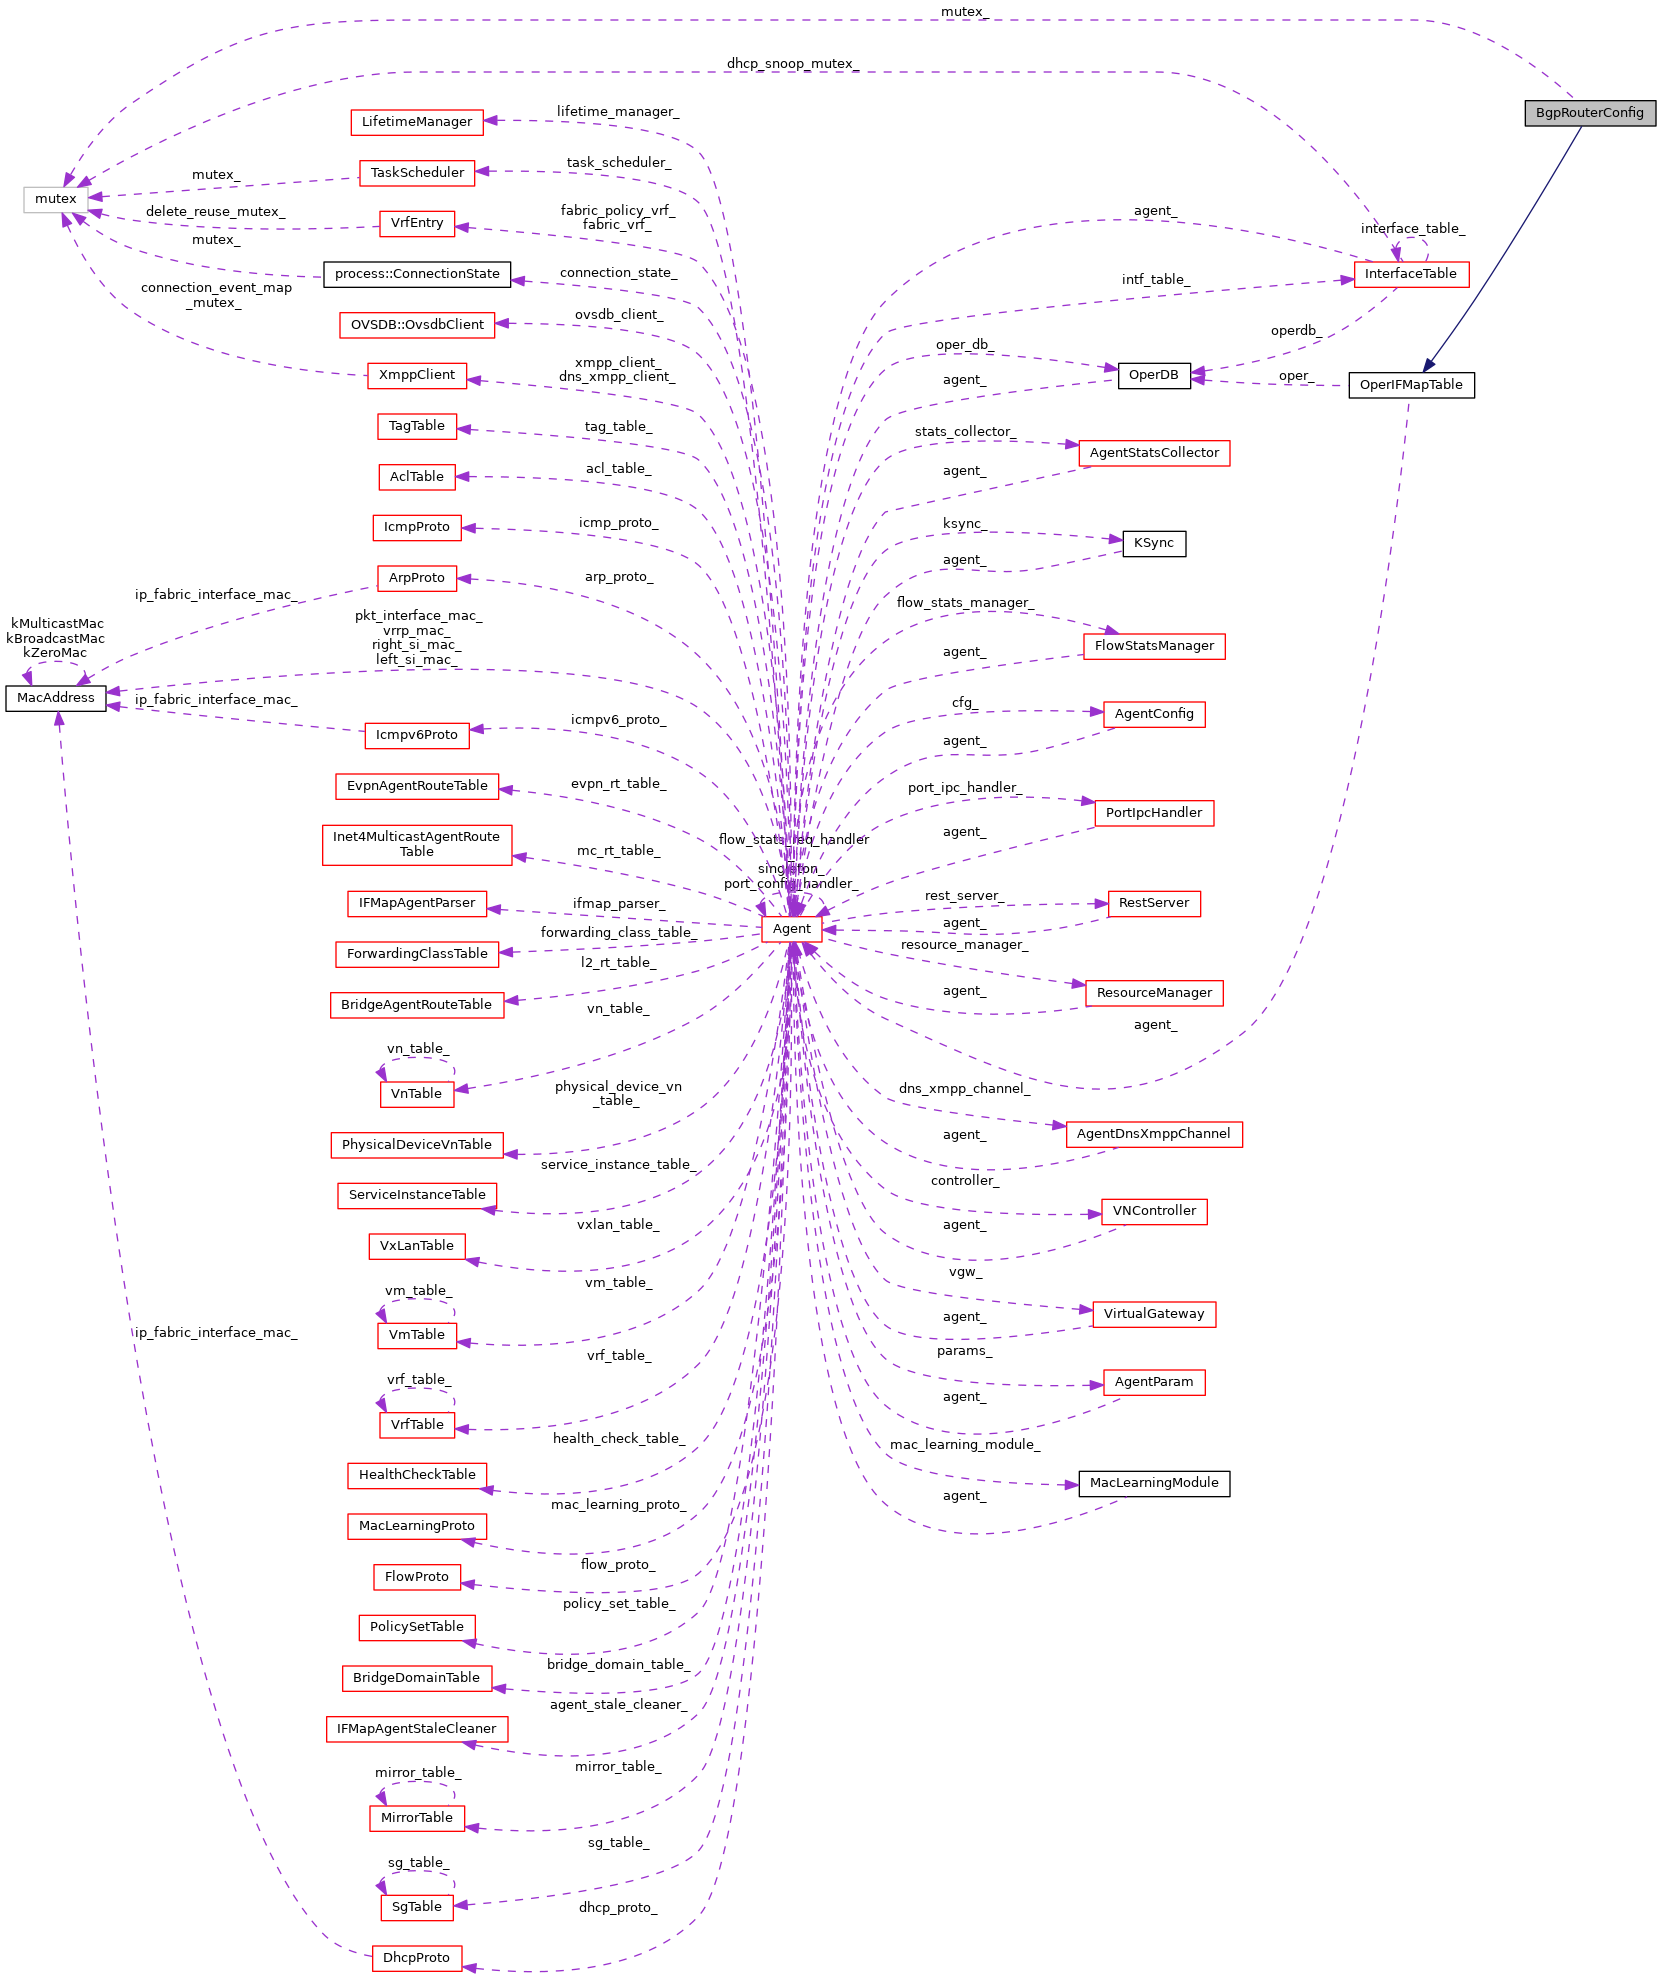 mutex_
dhcp_snoop_mutex_
BgpRouterConfig
lifetime_manager_
LifetimeManager
task_scheduler_
TaskScheduler
mutex_
mutex
delete_reuse_mutex_
VrfEntry
fabric_policy_vrf_
fabric_vrf_
agent_
interface_table_
mutex_
process::ConnectionState
connection_state_
intf_table_
InterfaceTable
connection_event_map
_mutex_
OVSDB::OvsdbClient
ovsdb_client_
operdb_
oper_db_
XmppClient
xmpp_client_
dns_xmpp_client_
agent_
OperDB
oper_
OperIFMapTable
TagTable
tag_table_
stats_collector_
AgentStatsCollector
AclTable
acl_table_
agent_
IcmpProto
icmp_proto_
ksync_
KSync
ArpProto
arp_proto_
agent_
ip_fabric_interface_mac_
flow_stats_manager_
kMulticastMac
kBroadcastMac
kZeroMac
pkt_interface_mac_
vrrp_mac_
right_si_mac_
left_si_mac_
agent_
FlowStatsManager
MacAddress
ip_fabric_interface_mac_
cfg_
AgentConfig
Icmpv6Proto
icmpv6_proto_
agent_
EvpnAgentRouteTable
evpn_rt_table_
port_ipc_handler_
PortIpcHandler
Inet4MulticastAgentRoute
Table
mc_rt_table_
flow_stats_req_handler
_
singleton_
port_config_handler_
agent_
IFMapAgentParser
ifmap_parser_
rest_server_
RestServer
Agent
agent_
ForwardingClassTable
forwarding_class_table_
resource_manager_
l2_rt_table_
BridgeAgentRouteTable
agent_
ResourceManager
vn_table_
agent_
vn_table_
VnTable
physical_device_vn
_table_
dns_xmpp_channel_
PhysicalDeviceVnTable
agent_
AgentDnsXmppChannel
service_instance_table_
ServiceInstanceTable
controller_
VNController
vxlan_table_
agent_
VxLanTable
vm_table_
vm_table_
VmTable
vgw_
VirtualGateway
agent_
ip_fabric_interface_mac_
vrf_table_
params_
vrf_table_
VrfTable
AgentParam
agent_
health_check_table_
HealthCheckTable
mac_learning_module_
MacLearningModule
mac_learning_proto_
MacLearningProto
agent_
flow_proto_
FlowProto
policy_set_table_
PolicySetTable
bridge_domain_table_
BridgeDomainTable
agent_stale_cleaner_
IFMapAgentStaleCleaner
mirror_table_
mirror_table_
MirrorTable
sg_table_
sg_table_
SgTable
dhcp_proto_
DhcpProto